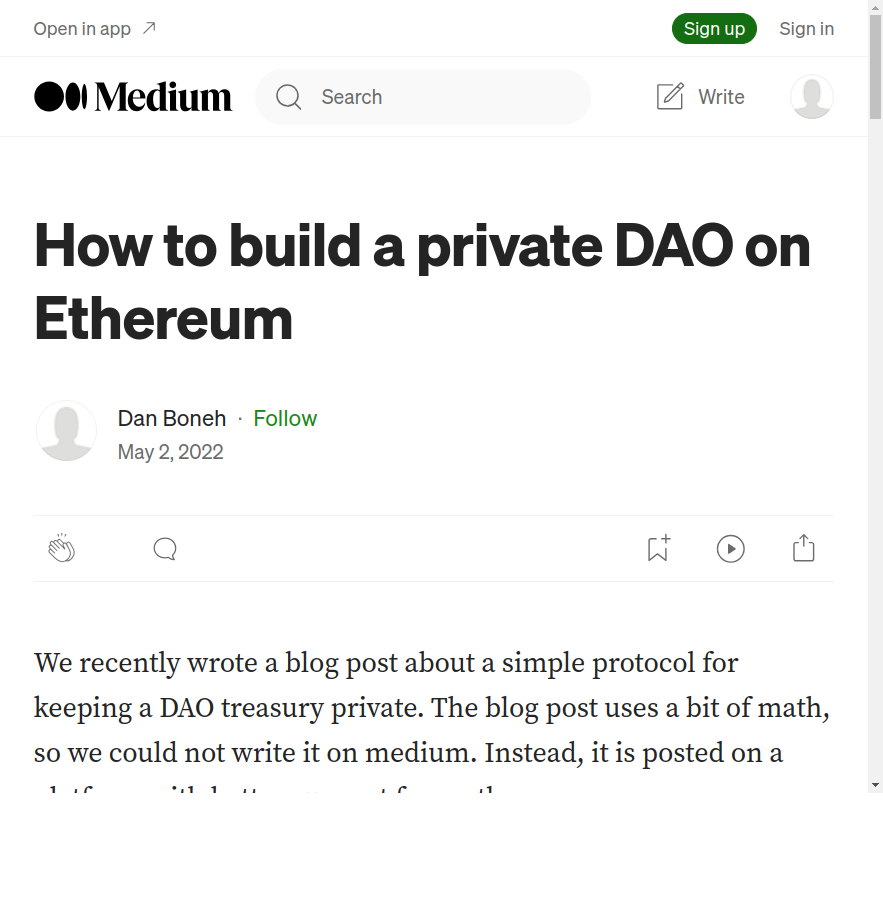 Open in app
Sign up
Sign in
Medium
Search
Write
How to build a private DAO on
Ethereum
Dan Boneh · Follow
May 2, 2022
We recently wrote a blog post about a simple protocol for
keeping a DAO treasury private. The blog post uses a bit of math,
so we could not write it on medium. Instead, it is posted on a